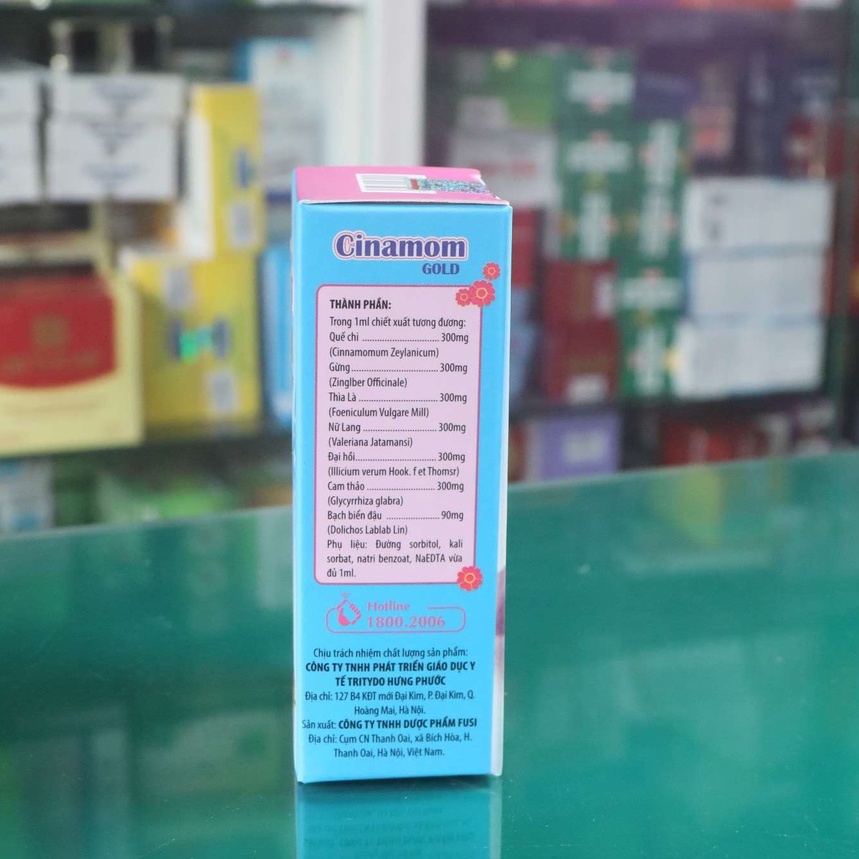 Cinamom
GOLD
THÀNH PHẦN:
Trong 1ml chiết xuất tương đương:
Quế chi .......................... 300mg
(Cinnamomum Zeylanicum)
Gừng............................. 300mg
(Zinglber Officinale)
Thìa Là ........................... 300mg
(Foeniculum Vulgare Mill)
Nữ Lang ......................... 300mg
(Valeriana Jatamansi)
Đại hồi........................... 300mg
(Illicium verum Hook. f et Thomsr)
Cam thảo ....................... 300mg
(Glycyrrhiza glabra)
Bạch biển đậu .................. 90mg
(Dolichos Lablab Lin)
Phụ liệu: Đường sorbitol, kali
sorbat, natri benzoat, NaEDTA vừa
đủ 1ml.
Hotline
1800.2006
Chịu trách nhiệm chất lượng sản phẩm:
CÔNG TY TNHH PHÁT TRIỂN GIÁO DỤC Y
TẾ TRITYDO HƯNG PHƯỚC
Địa chỉ: 127 B4 KĐT mới Đại Kim, P. Đại Kim, Q.
Hoàng Mai, Hà Nội.
Sản xuất: CÔNG TY TNHH DƯỢC PHẨM FUSI
Địa chỉ: Cụm CN Thanh Oai, xã Bích Hòa, H.
Thanh Oai, Hà Nội, Việt Nam.